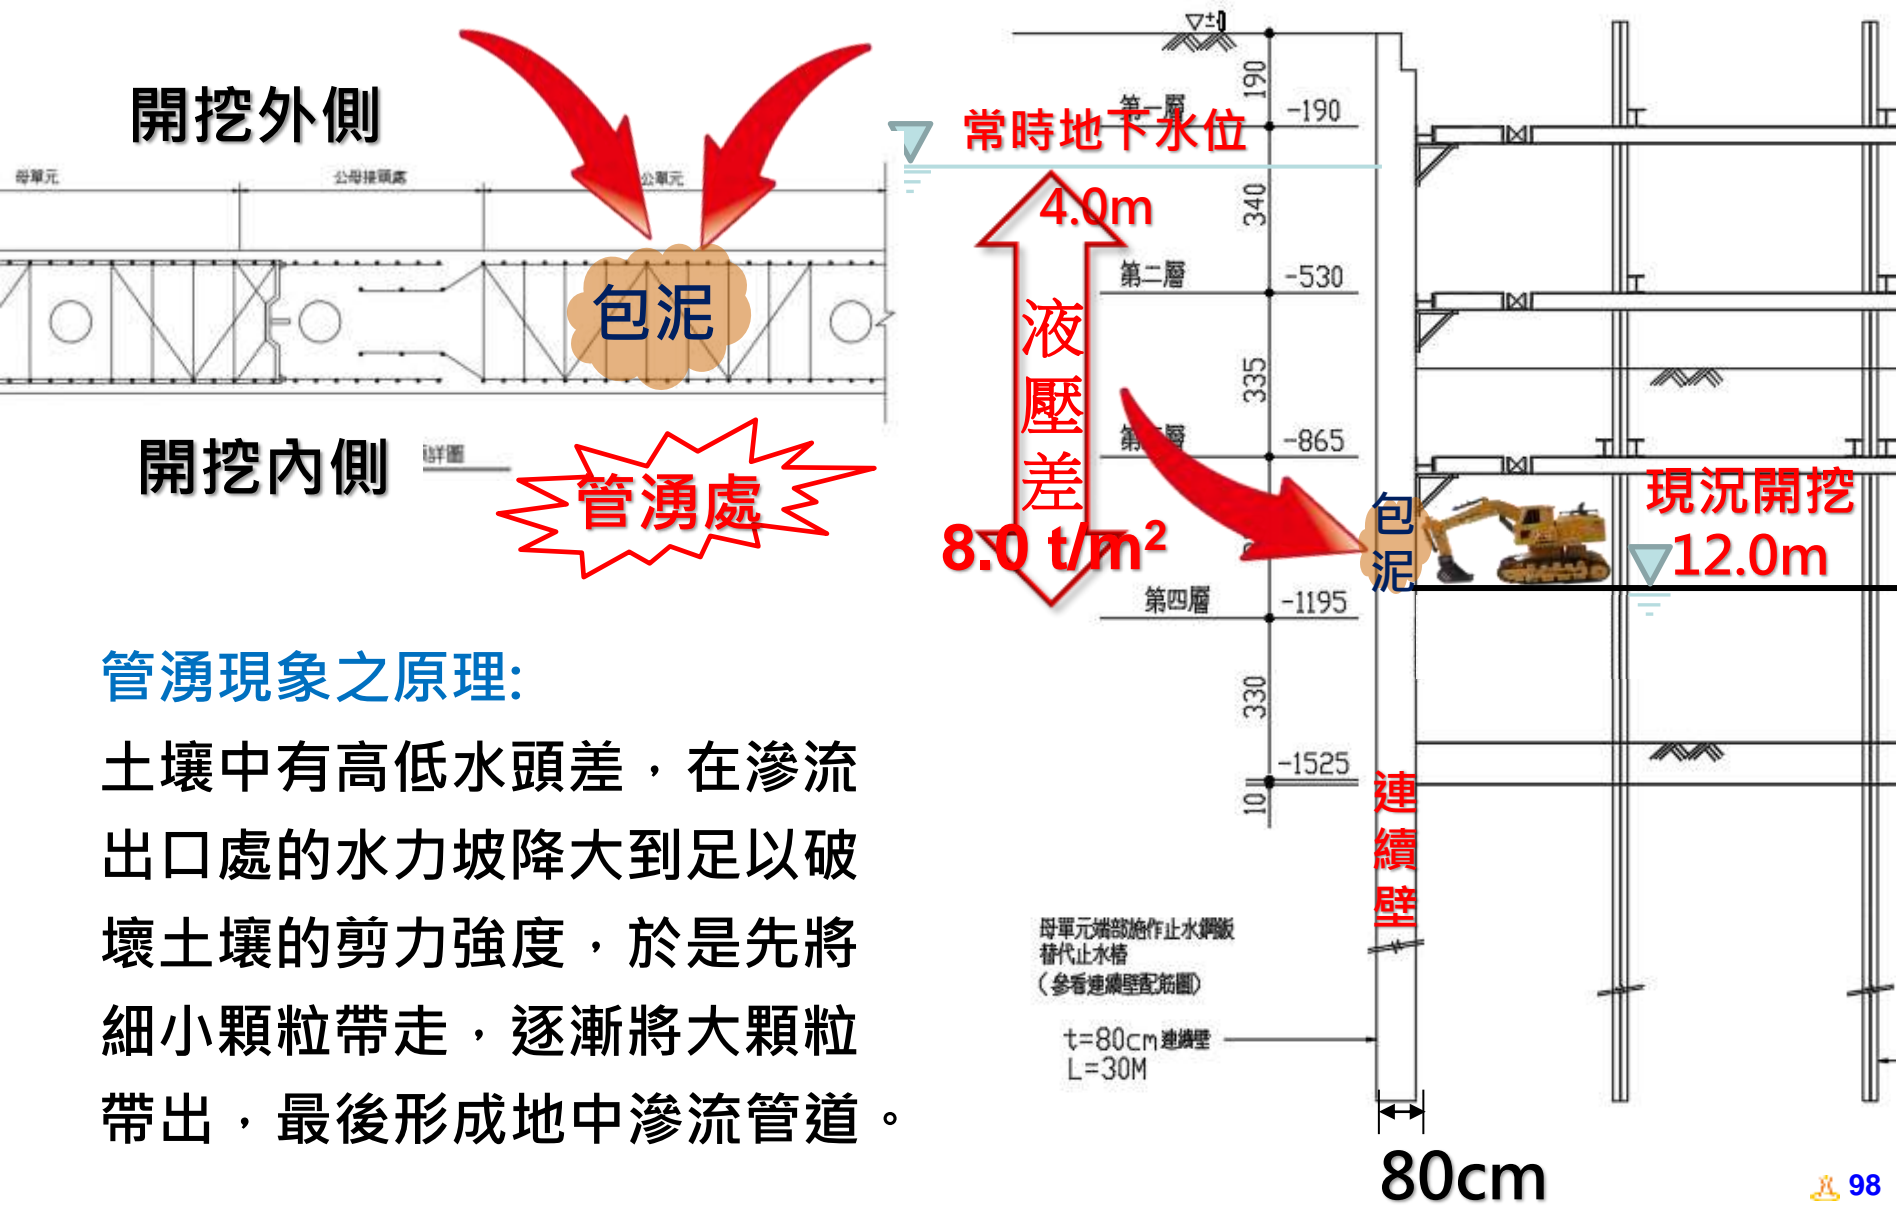 開挖外側
母單元
公母接頭處
公單元
包泥
開挖內側
詳圖
管湧處
管湧現象之原理:
土壤中有高低水頭差，在滲流
出口處的水力坡降大到足以破
壞土壤的剪力強度，於是先將
細小顆粒帶走，逐漸將大顆粒
帶出，最後形成地中滲流管道。
±0
190
第一層
-190
常時地下水位
4.0m
340
第二層
-530
液壓差
335
-865
8.0 t/m²
包泥
現況開挖
12.0m
第四層
-1195
330
-1525
10
連續壁
母單元端部施作止水鋼鈑
替代止水樁
(參看連續壁配筋圖)
t=80cm連續壁
L=30M
80cm
98